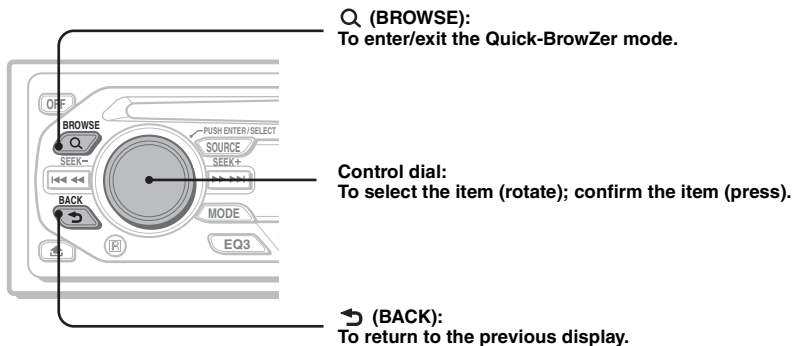 (BROWSE):
To enter/exit the Quick-BrowZer mode.
OFF
BROWSE
PUSH ENTER/SELECT
SOURCE
SEEK–
SEEK+
Control dial:
To select the item (rotate); confirm the item (press).
BACK
MODE
R
EQ3
(BACK):
To return to the previous display.